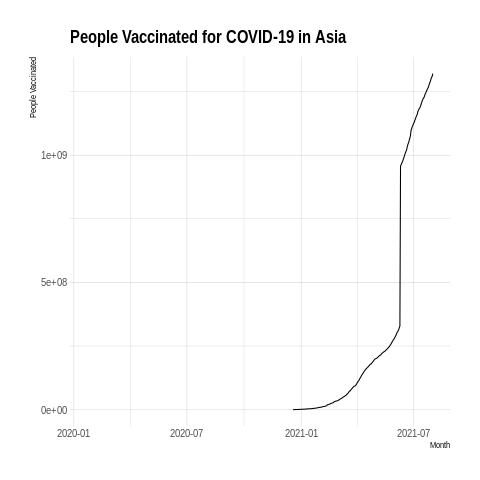 People Vaccinated for COVID-19 in Asia
People Vaccinated
1e+09
5e+08
0e+00
2020-01 2020-07 2021-01 2021-07
Month